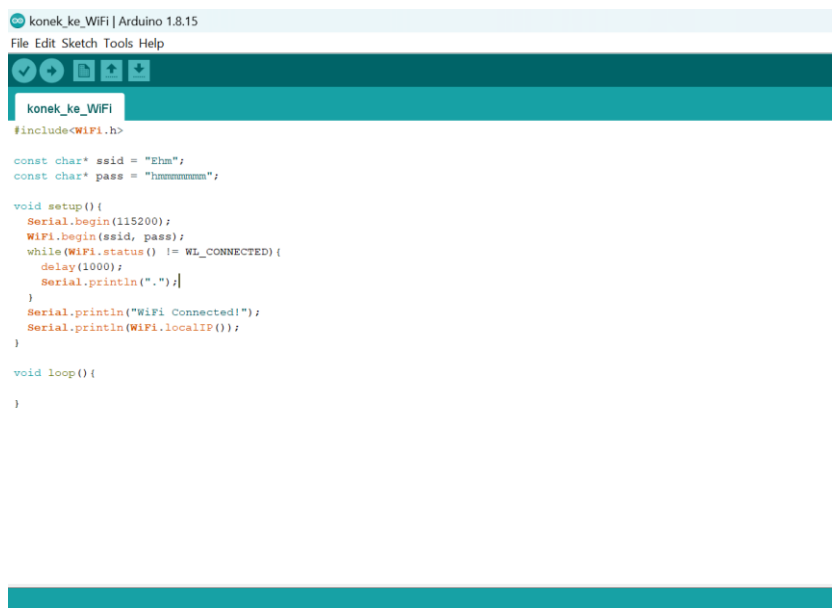 konek_ke_WiFi | Arduino 1.8.15
File Edit Sketch Tools Help
konek_ke_WiFi
#include<WiFi.h>
const char* ssid = "Ehm";
const char* pass = "hmmmmmmm";
void setup(){
Serial.begin(115200);
WiFi.begin(ssid, pass);
while(WiFi.status() != WL_CONNECTED){
delay(1000);
Serial.println(".");
}
Serial.println("WiFi Connected!");
Serial.println(WiFi.localIP());
}
void loop(){
}